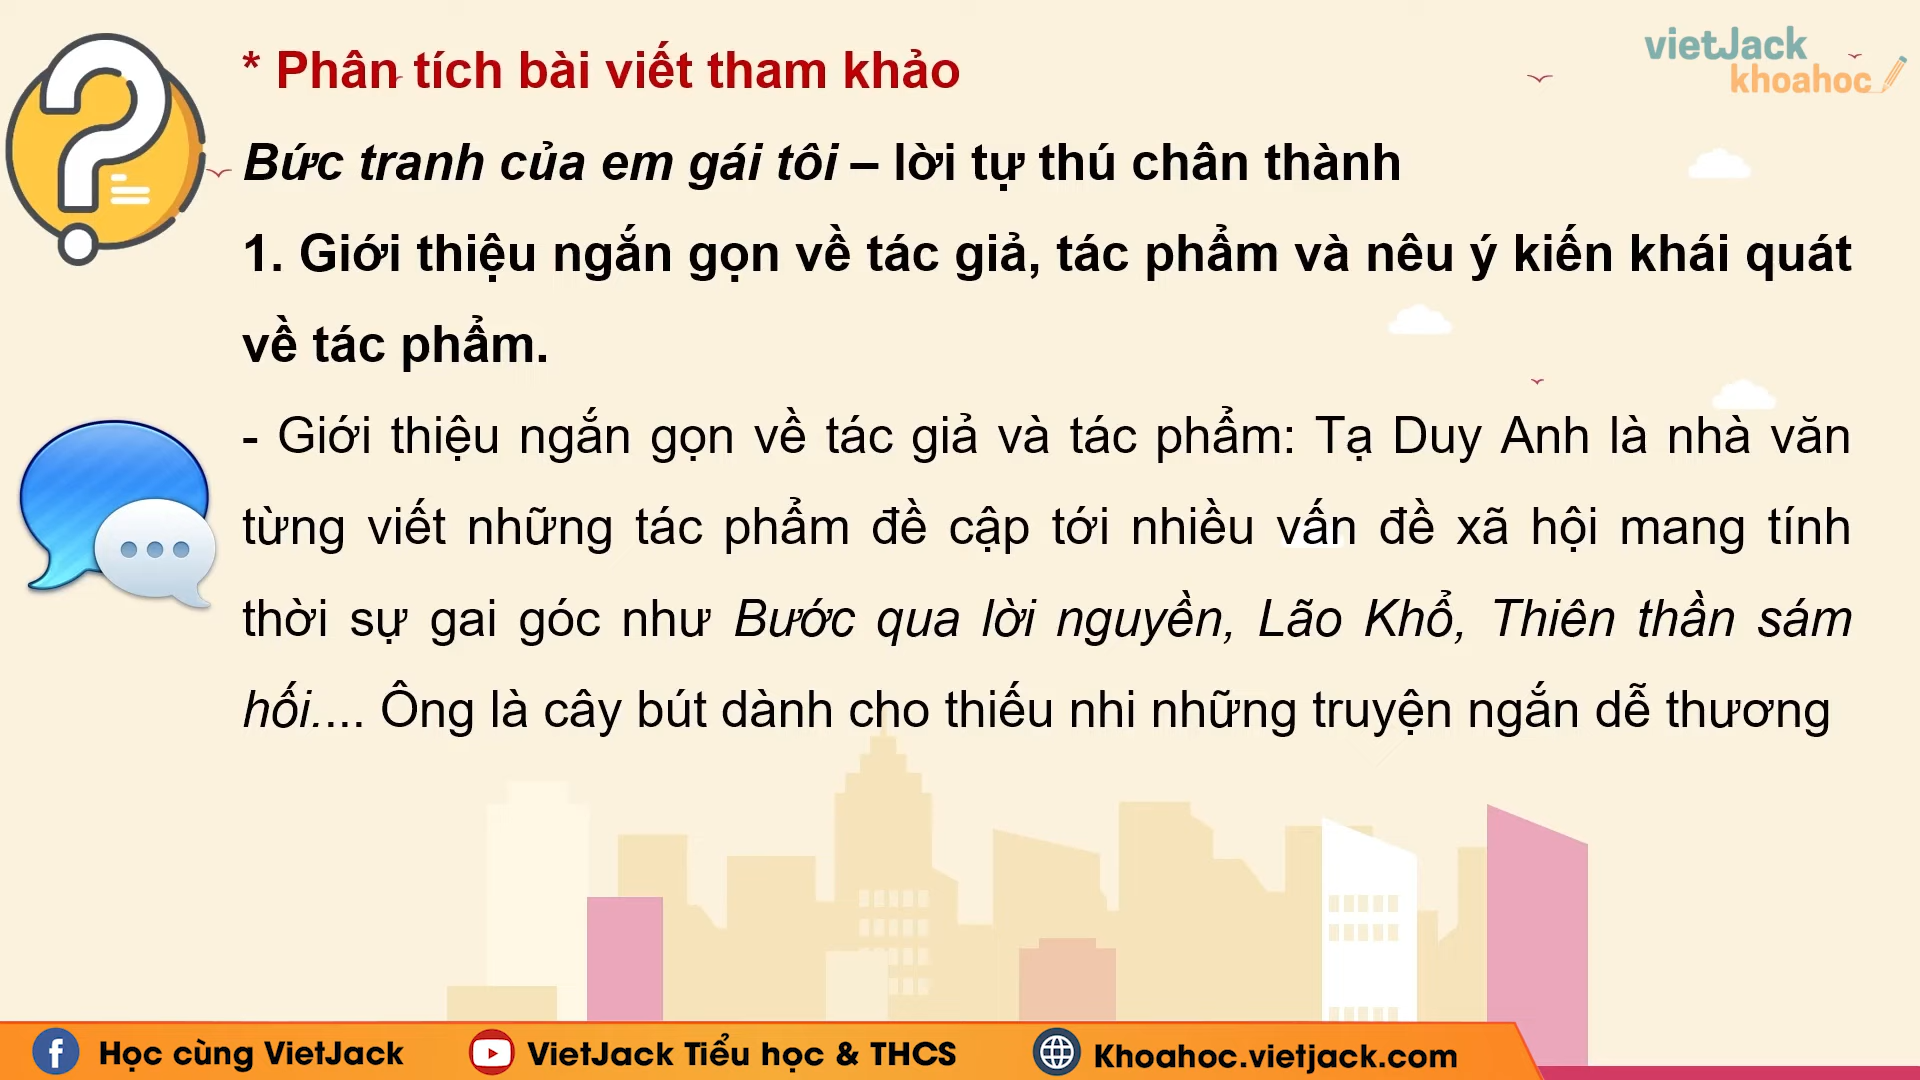 * Phân tích bài viết tham khảo
vietJack
khoahoc
Bức tranh của em gái tôi – lời tự thú chân thành
1. Giới thiệu ngắn gọn về tác giả, tác phẩm và nêu ý kiến khái quát
về tác phẩm.
- Giới thiệu ngắn gọn về tác giả và tác phẩm: Tạ Duy Anh là nhà văn
từng viết những tác phẩm đề cập tới nhiều vấn đề xã hội mang tính
thời sự gai góc như Bước qua lời nguyền, Lão Khổ, Thiên thần sám
hối.... Ông là cây bút dành cho thiếu nhi những truyện ngắn dễ thương
Học cùng VietJack
VietJack Tiểu học & THCS
Khoahoc.vietjack.com